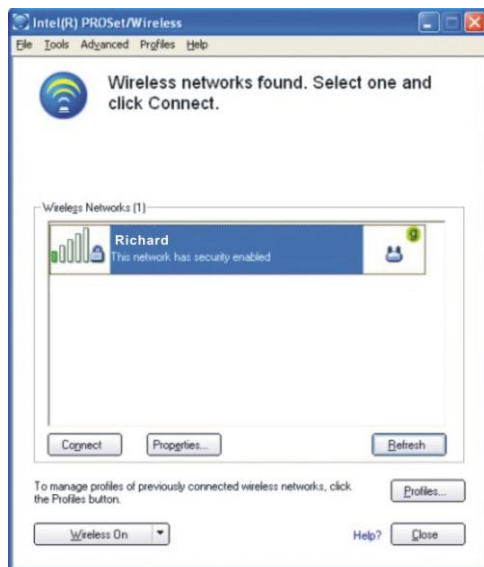 Intel(R) PROSet/Wireless
File Tools Advanced Profiles Help
Wireless networks found. Select one and
click Connect.
Wireless Networks (1)
Richard
This network has security enabled
g
Connect Properties... Refresh
To manage profiles of previously connected wireless networks, click
the Profiles button.
Profiles...
Wireless On Help? Close